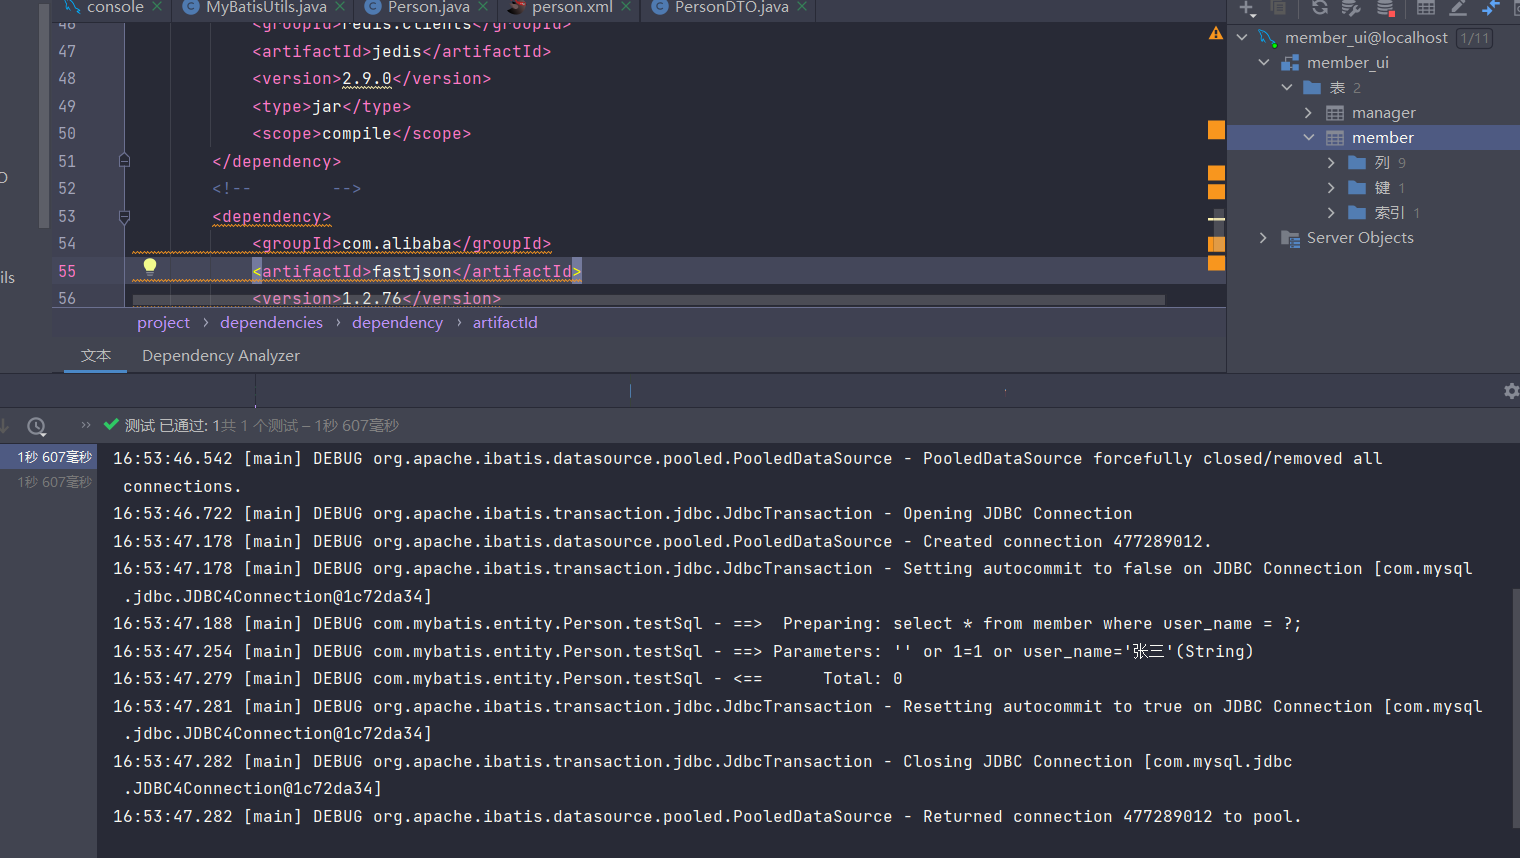 console MyBatisUtils.java Person.java person.xml PersonDTO.java
46 <groupId>redis.clients</groupId>
47 <artifactId>jedis</artifactId>
48 <version>2.9.0</version>
49 <type>jar</type>
50 <scope>compile</scope>
51 </dependency>
52 <!-- -->
53 <dependency>
54 <groupId>com.alibaba</groupId>
55 <artifactId>fastjson</artifactId>
56 <version>1.2.76</version>
project › dependencies › dependency › artifactId
文本 Dependency Analyzer
member_ui@localhost 1/11
member_ui
表 2
manager
member
列 9
键 1
索引 1
Server Objects
ils
测试 已通过: 1共 1 个测试 – 1秒 607毫秒
1秒 607毫秒
1秒 607毫秒
16:53:46.542 [main] DEBUG org.apache.ibatis.datasource.pooled.PooledDataSource - PooledDataSource forcefully closed/removed all
connections.
16:53:46.722 [main] DEBUG org.apache.ibatis.transaction.jdbc.JdbcTransaction - Opening JDBC Connection
16:53:47.178 [main] DEBUG org.apache.ibatis.datasource.pooled.PooledDataSource - Created connection 477289012.
16:53:47.178 [main] DEBUG org.apache.ibatis.transaction.jdbc.JdbcTransaction - Setting autocommit to false on JDBC Connection [com.mysql
.jdbc.JDBC4Connection@1c72da34]
16:53:47.188 [main] DEBUG com.mybatis.entity.Person.testSql - ==>  Preparing: select * from member where user_name = ?;
16:53:47.254 [main] DEBUG com.mybatis.entity.Person.testSql - ==> Parameters: '' or 1=1 or user_name='张三'(String)
16:53:47.279 [main] DEBUG com.mybatis.entity.Person.testSql - <==      Total: 0
16:53:47.281 [main] DEBUG org.apache.ibatis.transaction.jdbc.JdbcTransaction - Resetting autocommit to true on JDBC Connection [com.mysql
.jdbc.JDBC4Connection@1c72da34]
16:53:47.282 [main] DEBUG org.apache.ibatis.transaction.jdbc.JdbcTransaction - Closing JDBC Connection [com.mysql.jdbc
.JDBC4Connection@1c72da34]
16:53:47.282 [main] DEBUG org.apache.ibatis.datasource.pooled.PooledDataSource - Returned connection 477289012 to pool.